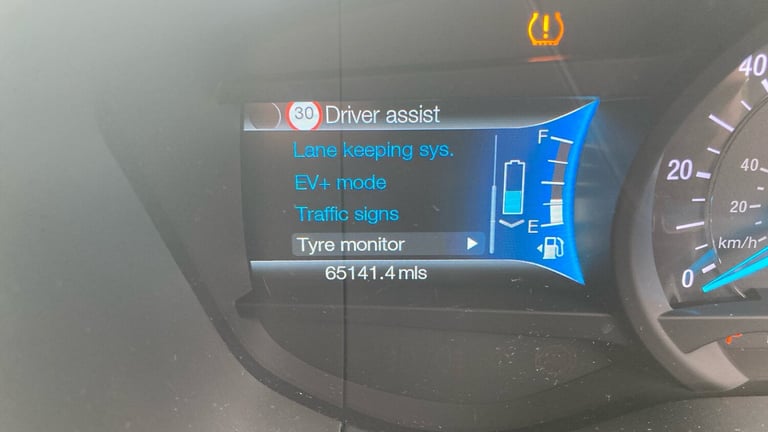 30 Driver assist
Lane keeping sys.
EV+ mode
Traffic signs
Tyre monitor
65141.4 mls
F
E
40
20
0
40
20
km/h